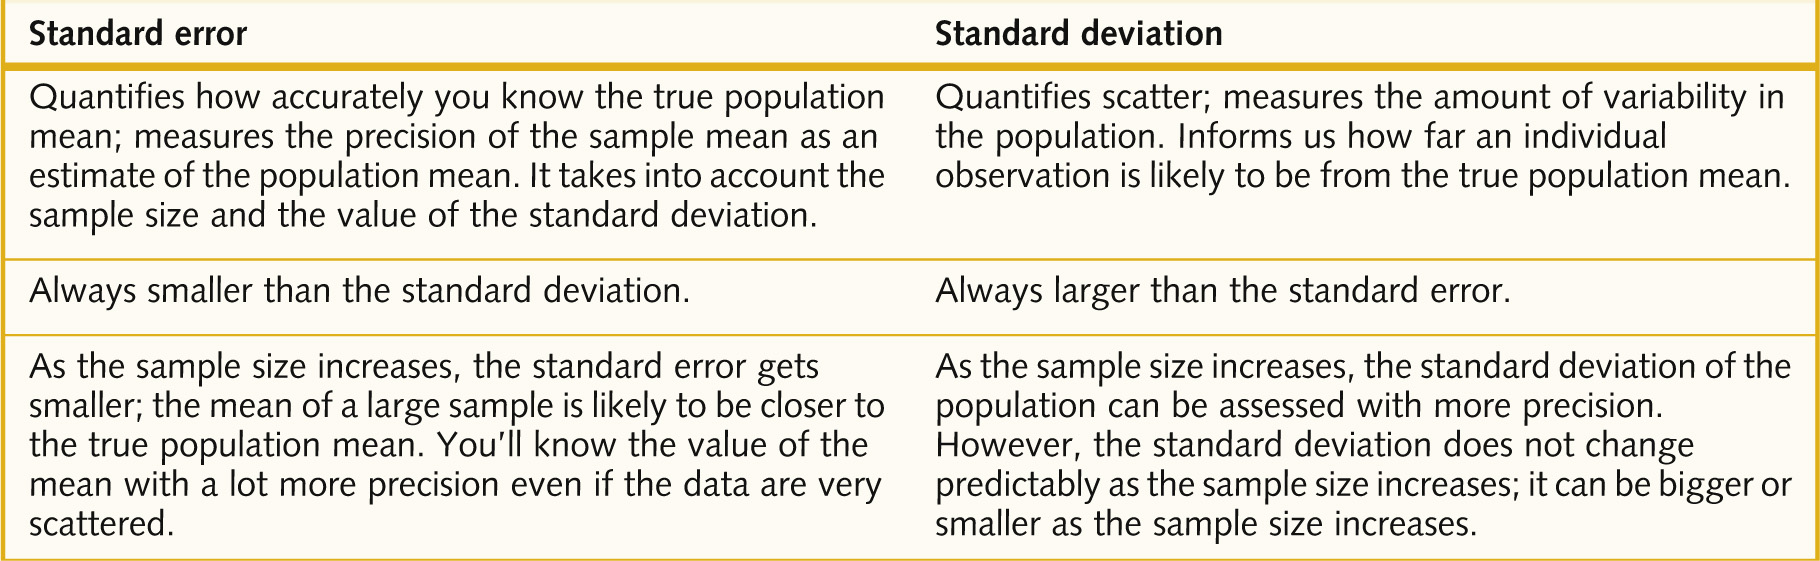 Standard error
Standard deviation
Quantifies how accurately you know the true population
mean; measures the precision of the sample mean as an
estimate of the population mean. It takes into account the
sample size and the value of the standard deviation.
Quantifies scatter; measures the amount of variability in
the population. Informs us how far an individual
observation is likely to be from the true population mean.
Always smaller than the standard deviation.
Always larger than the standard error.
As the sample size increases, the standard error gets
smaller; the mean of a large sample is likely to be closer to
the true population mean. You’ll know the value of the
mean with a lot more precision even if the data are very
scattered.
As the sample size increases, the standard deviation of the
population can be assessed with more precision.
However, the standard deviation does not change
predictably as the sample size increases; it can be bigger or
smaller as the sample size increases.